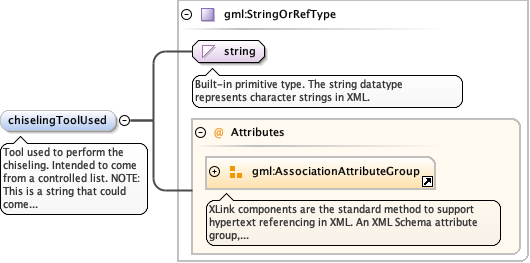 gml:StringOrRefType
string
Built-in primitive type. The string datatype
represents character strings in XML.
chiselingToolUsed
Tool used to perform the
chiseling. Intended to come
from a controlled list. NOTE:
This is a string that could
come...
@ Attributes
gml:AssociationAttributeGroup
XLink components are the standard method to support
hypertext referencing in XML. An XML Schema attribute
group,...